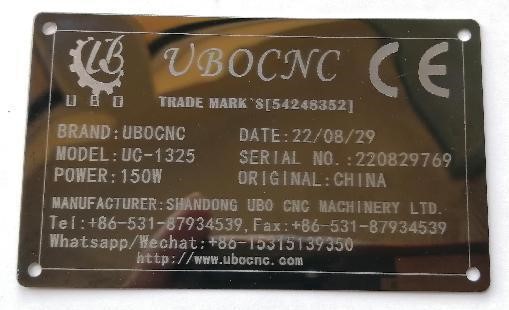 UBOCNC CE
UBO TRADE MARK`S[54248352]
BRAND:UBOCNC DATE:22/08/29
MODEL:UC-1325 SERIAL NO.:220829769
POWER:150W ORIGINAL:CHINA
MANUFACTURER:SHANDONG UBO CNC MACHINERY LTD.
Tel:+86-531-87934539,Fax:+86-531-87934539
Whatsapp/Wechat:+86-15315139350
http://www.ubocnc.com